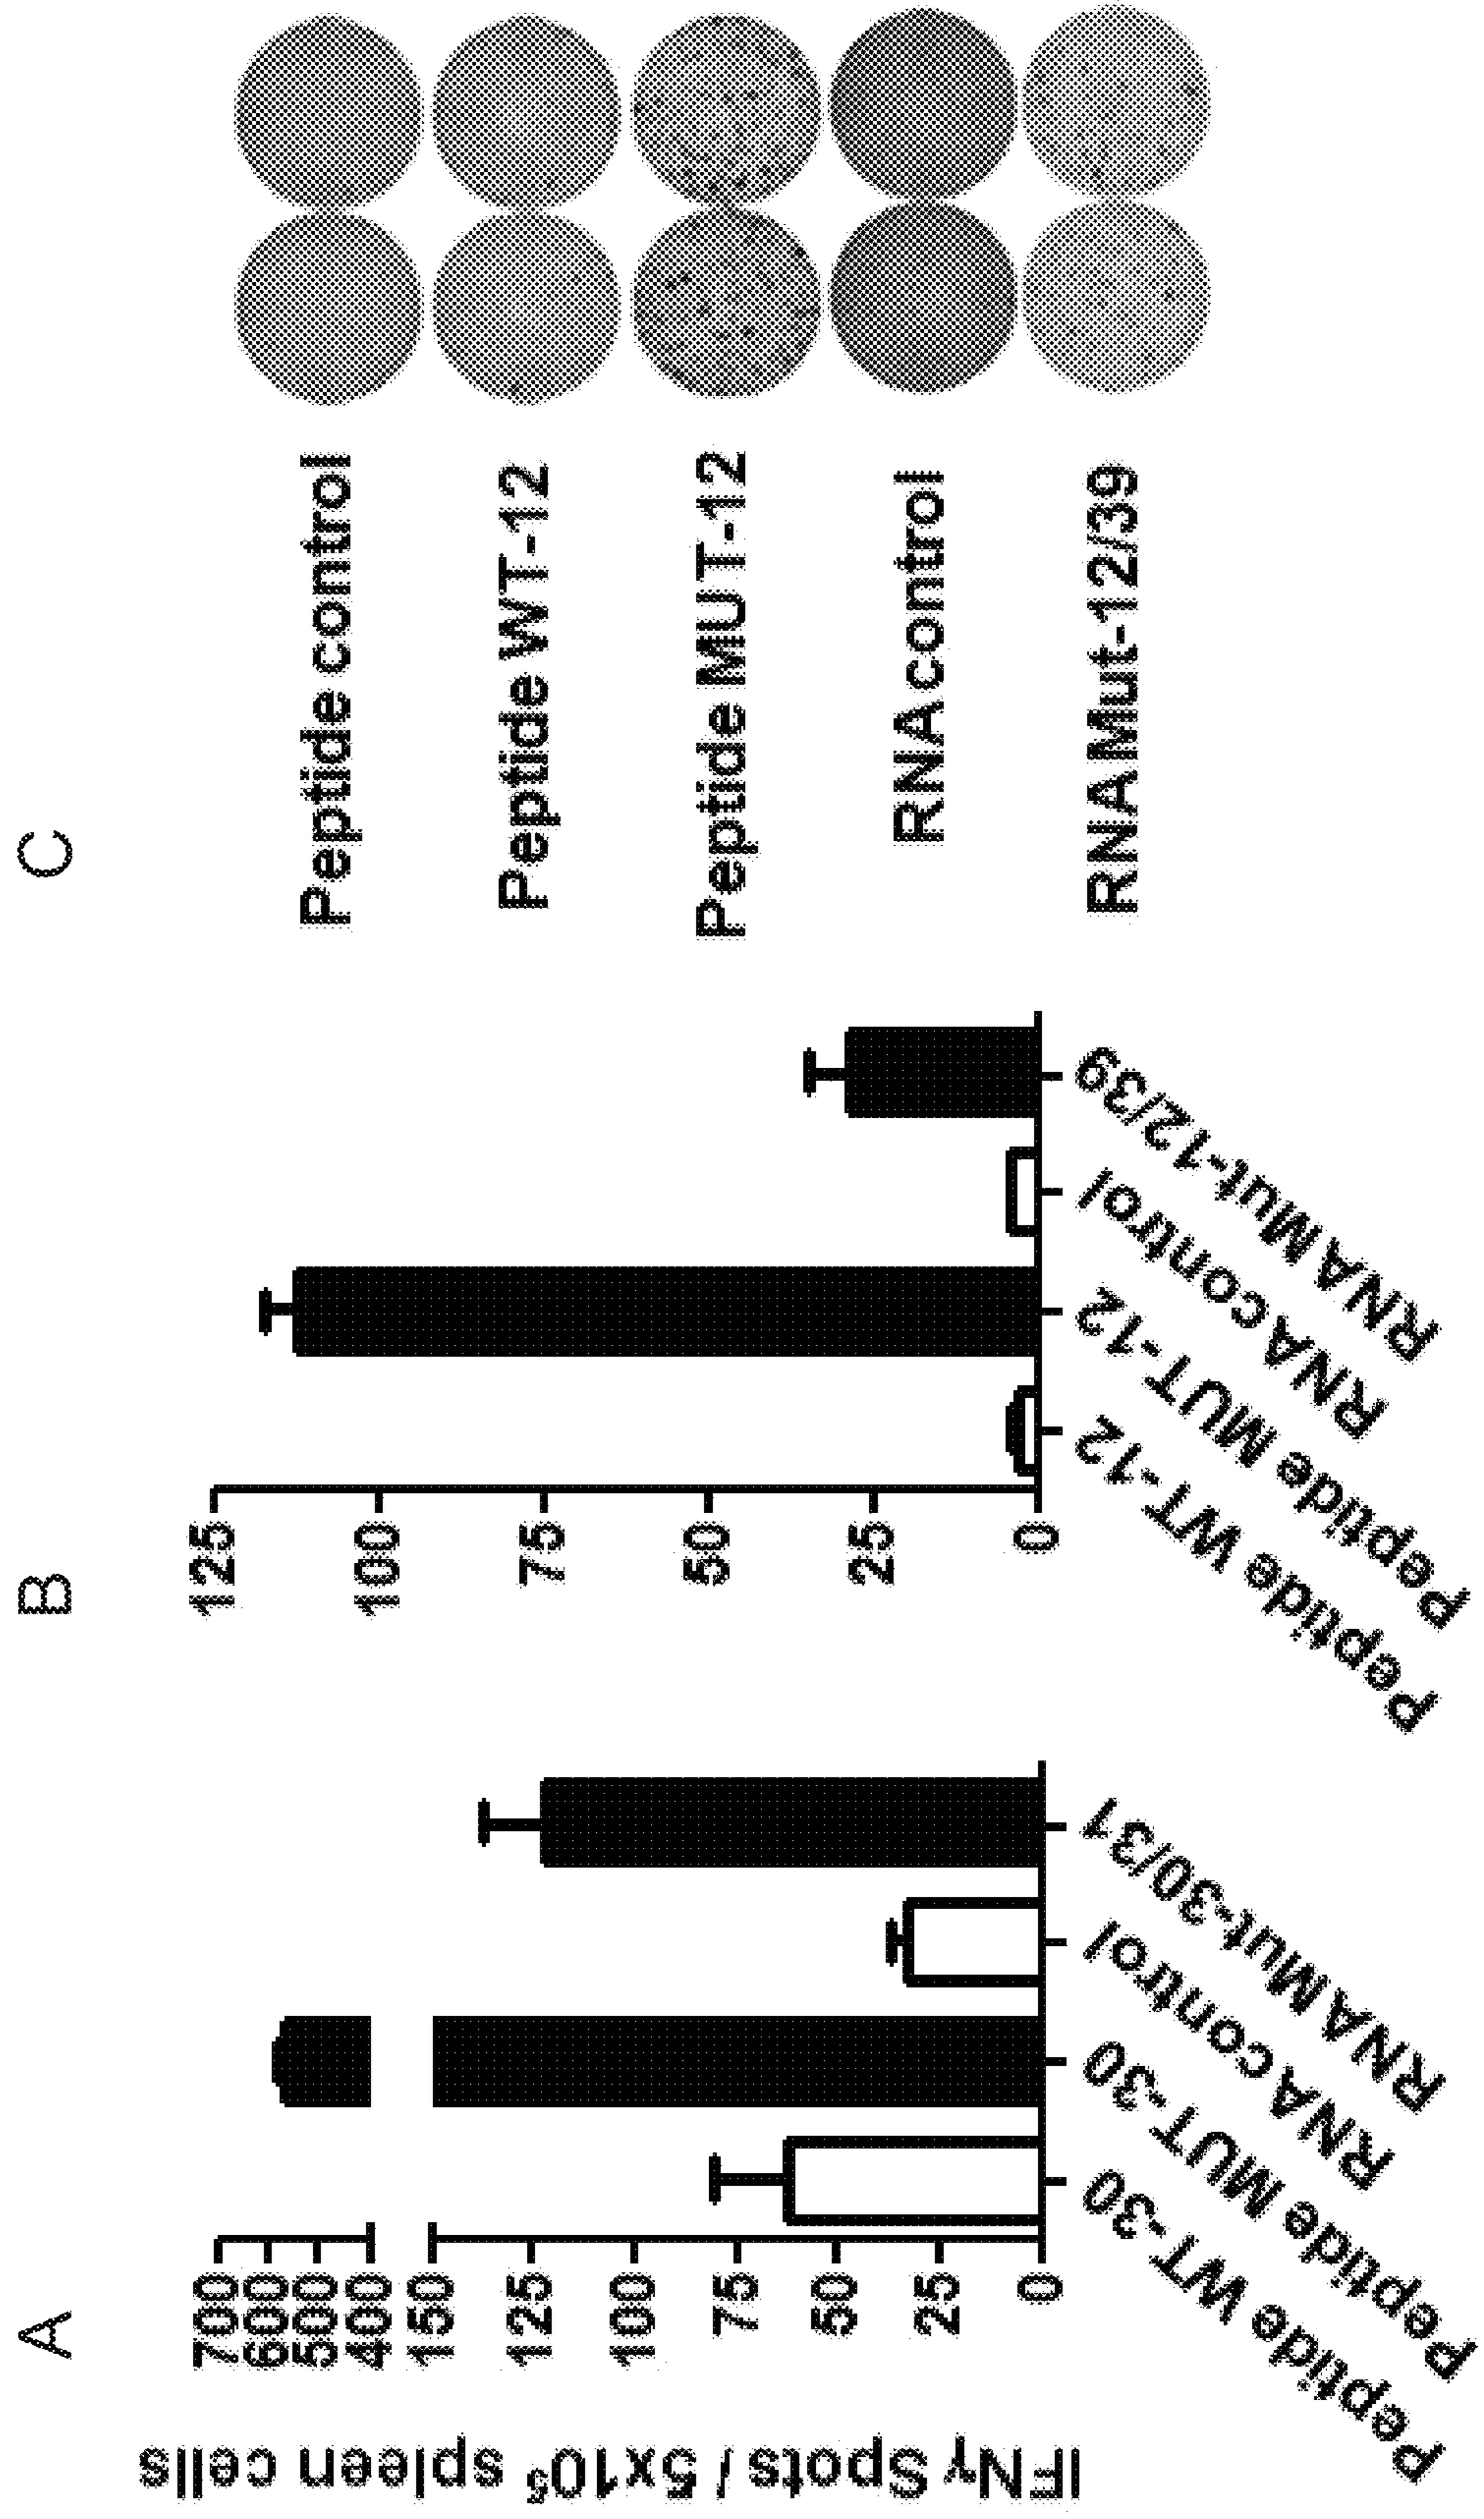 A
IFNγ Spots / 5x10⁵ spleen cells
700
600
500
400
150
125
100
75
50
25
0
Peptide WT-30
Peptide MUT-30
RNA control
RNA Mut-30/31
B
125
100
75
50
25
0
Peptide WT-12
Peptide MUT-12
RNA control
RNA Mut-12/39
C
Peptide control
Peptide WT-12
Peptide MUT-12
RNA control
RNA Mut-12/39